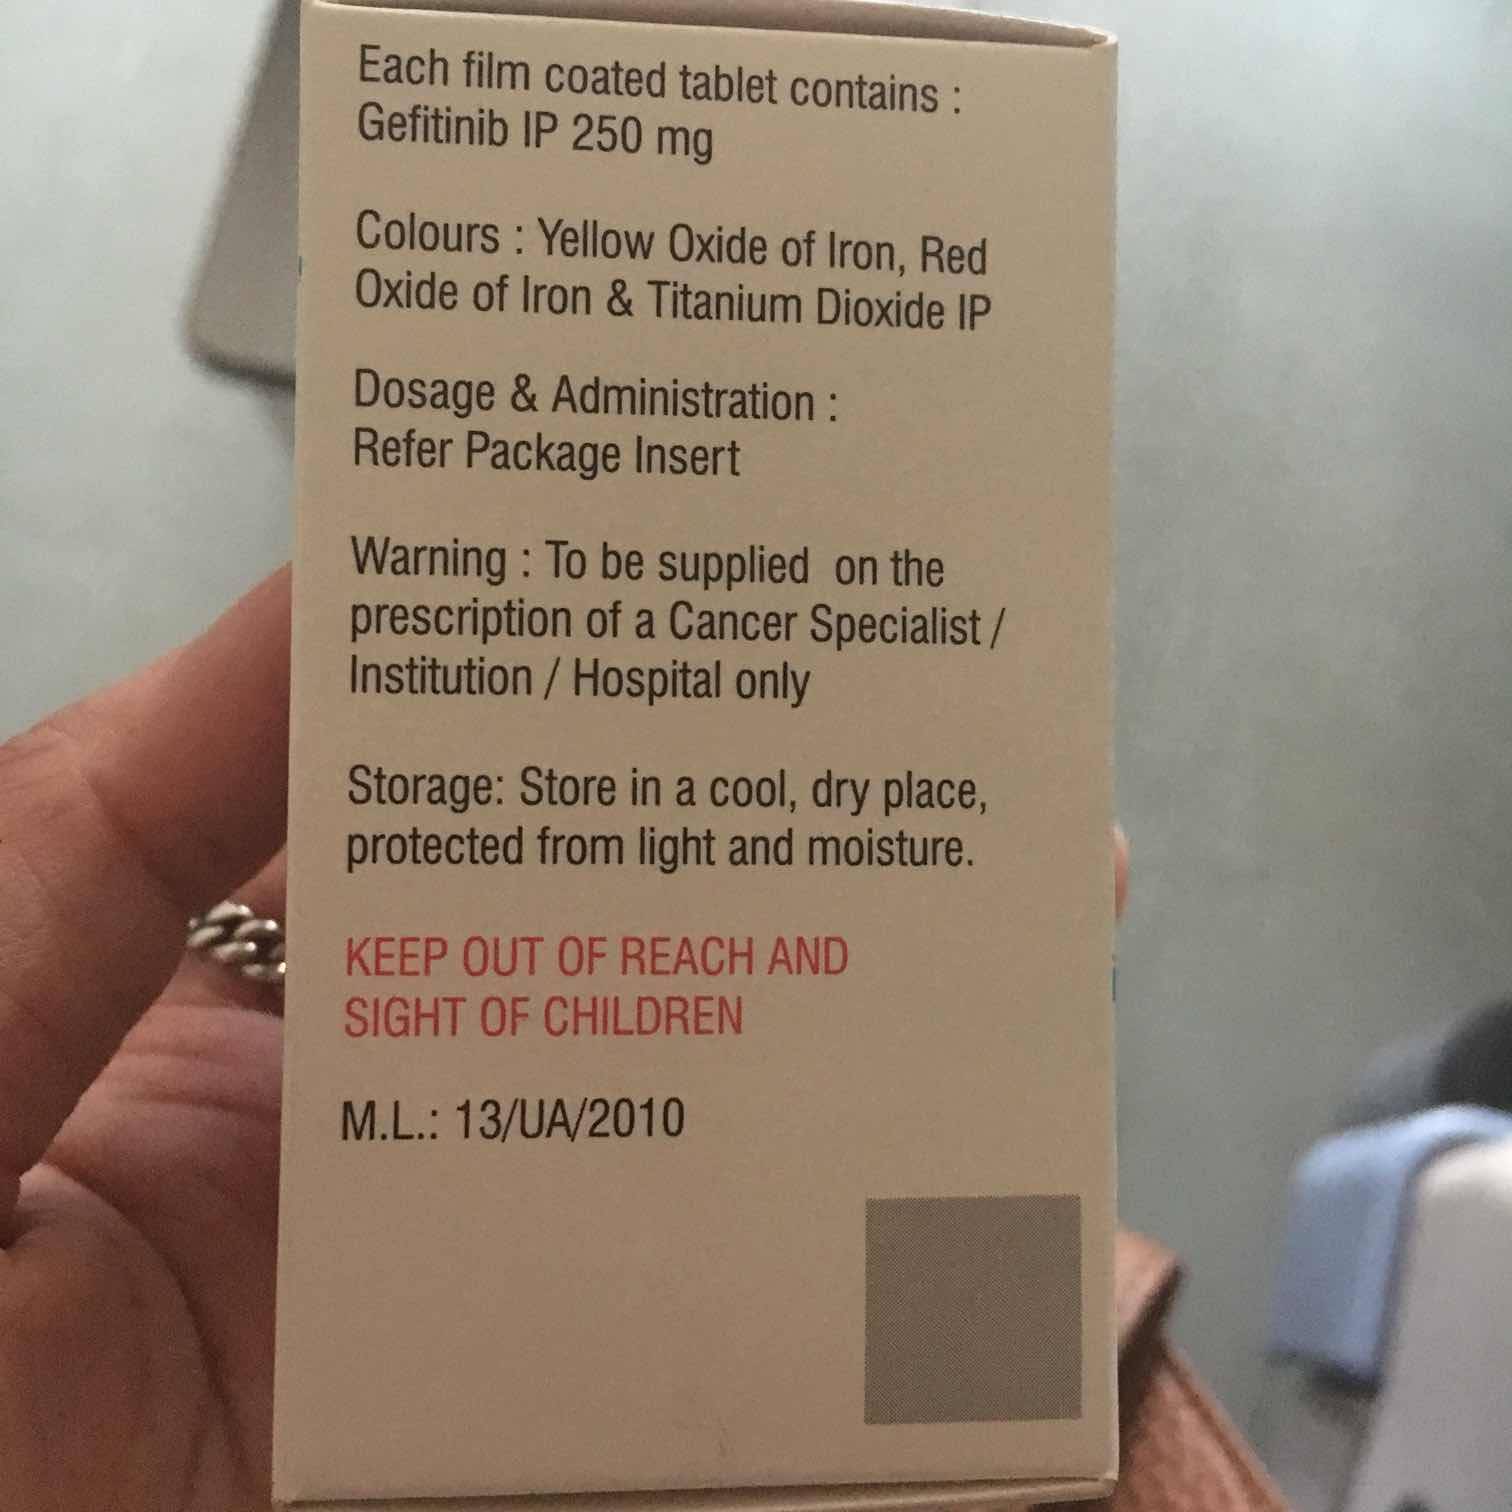 Each film coated tablet contains :
Gefitinib IP 250 mg
Colours : Yellow Oxide of Iron, Red
Oxide of Iron & Titanium Dioxide IP
Dosage & Administration :
Refer Package Insert
Warning : To be supplied on the
prescription of a Cancer Specialist /
Institution / Hospital only
Storage: Store in a cool, dry place,
protected from light and moisture.
KEEP OUT OF REACH AND
SIGHT OF CHILDREN
M.L.: 13/UA/2010